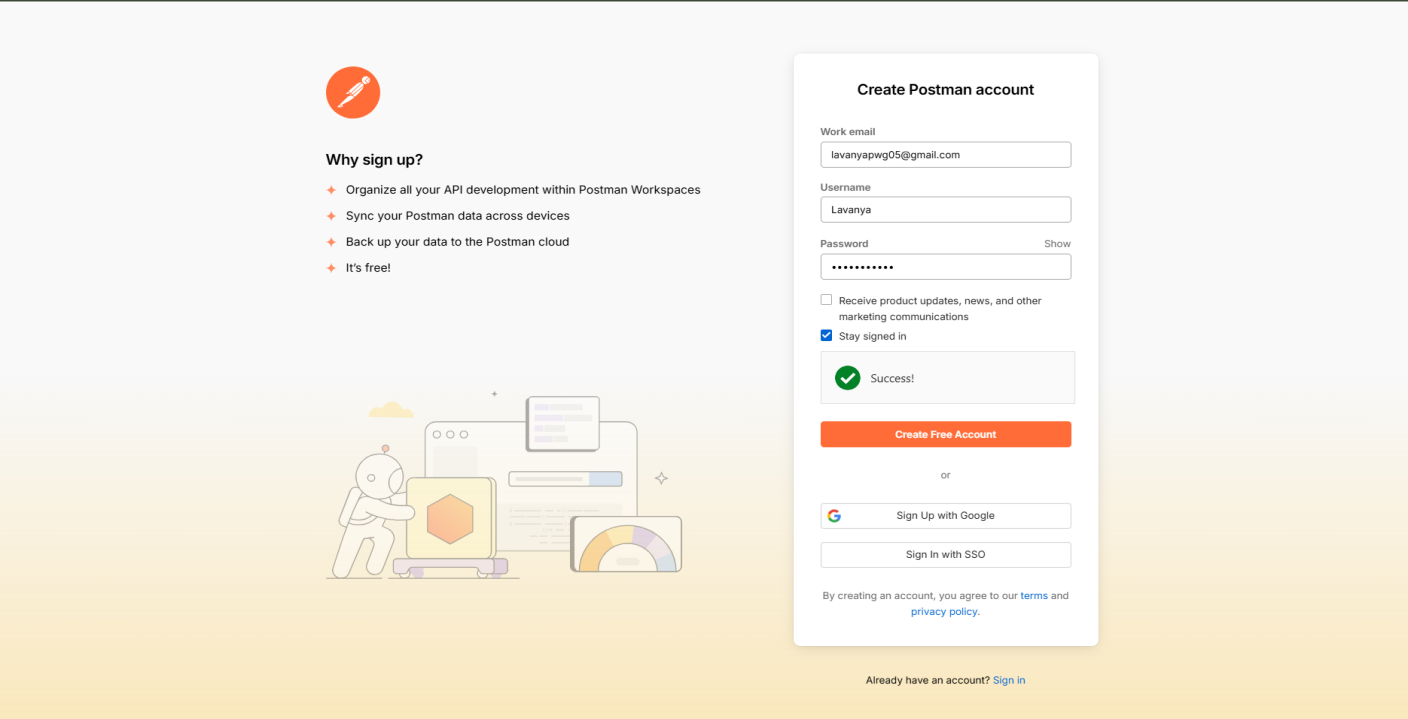 Why sign up?
Organize all your API development within Postman Workspaces
Sync your Postman data across devices
Back up your data to the Postman cloud
It's free!
Create Postman account
Work email
lavanyapwg05@gmail.com
Username
Lavanya
Password Show
•••••••••••
Receive product updates, news, and other
marketing communications
Stay signed in
Success!
Create Free Account
or
Sign Up with Google
Sign In with SSO
By creating an account, you agree to our terms and
privacy policy.
Already have an account? Sign in